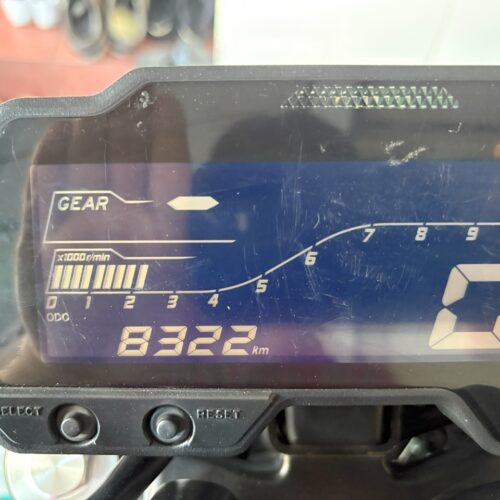 GEAR -
x1000r/min
0 1 2 3 4 5 6 7 8 9
ODO
8322 km
SELECT RESET